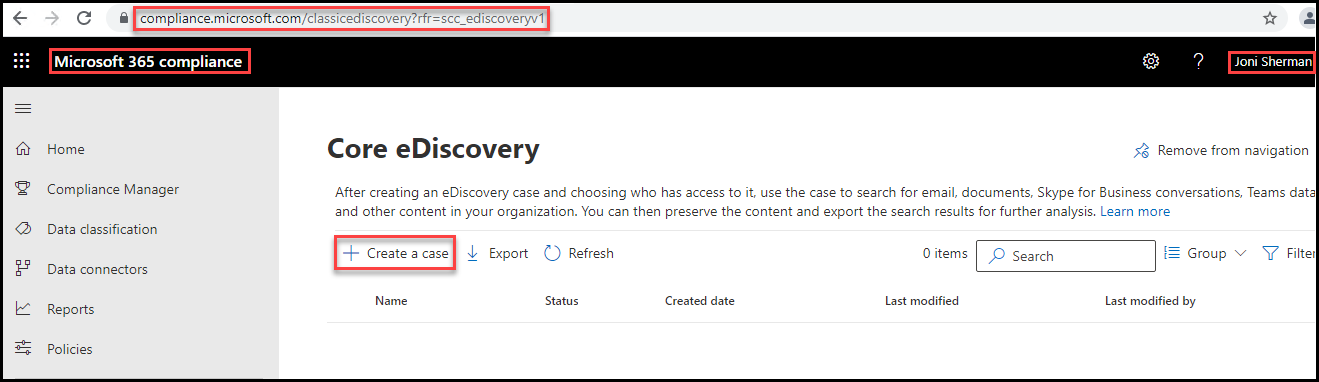 compliance.microsoft.com/classicediscovery?rfr=scc_ediscoveryv1
Microsoft 365 compliance
? Joni Sherman
Home
Compliance Manager
Data classification
Data connectors
Reports
Policies
Core eDiscovery
Remove from navigation
After creating an eDiscovery case and choosing who has access to it, use the case to search for email, documents, Skype for Business conversations, Teams data
and other content in your organization. You can then preserve the content and export the search results for further analysis. Learn more
Create a case Export Refresh 0 items Search Group Filter
Name Status Created date Last modified Last modified by